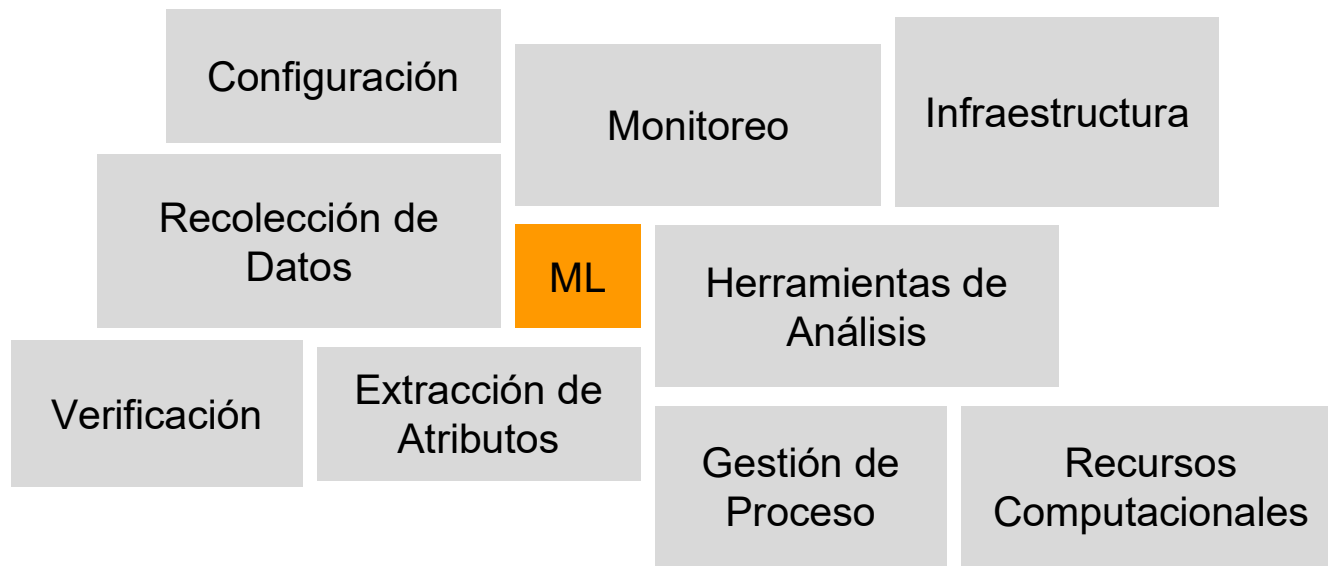 Configuración
Monitoreo
Infraestructura
Recolección de
Datos
ML
Herramientas de
Análisis
Verificación
Extracción de
Atributos
Gestión de
Proceso
Recursos
Computacionales